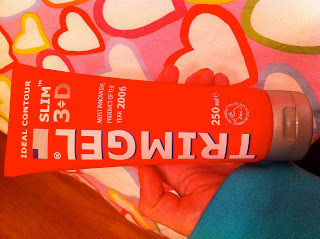 IDEAL CONTOUR
SLIM™
3D
MOST INNOVATIVE
PRODUCT OF THE
YEAR 2006
TRIMGEL®
250 ml e